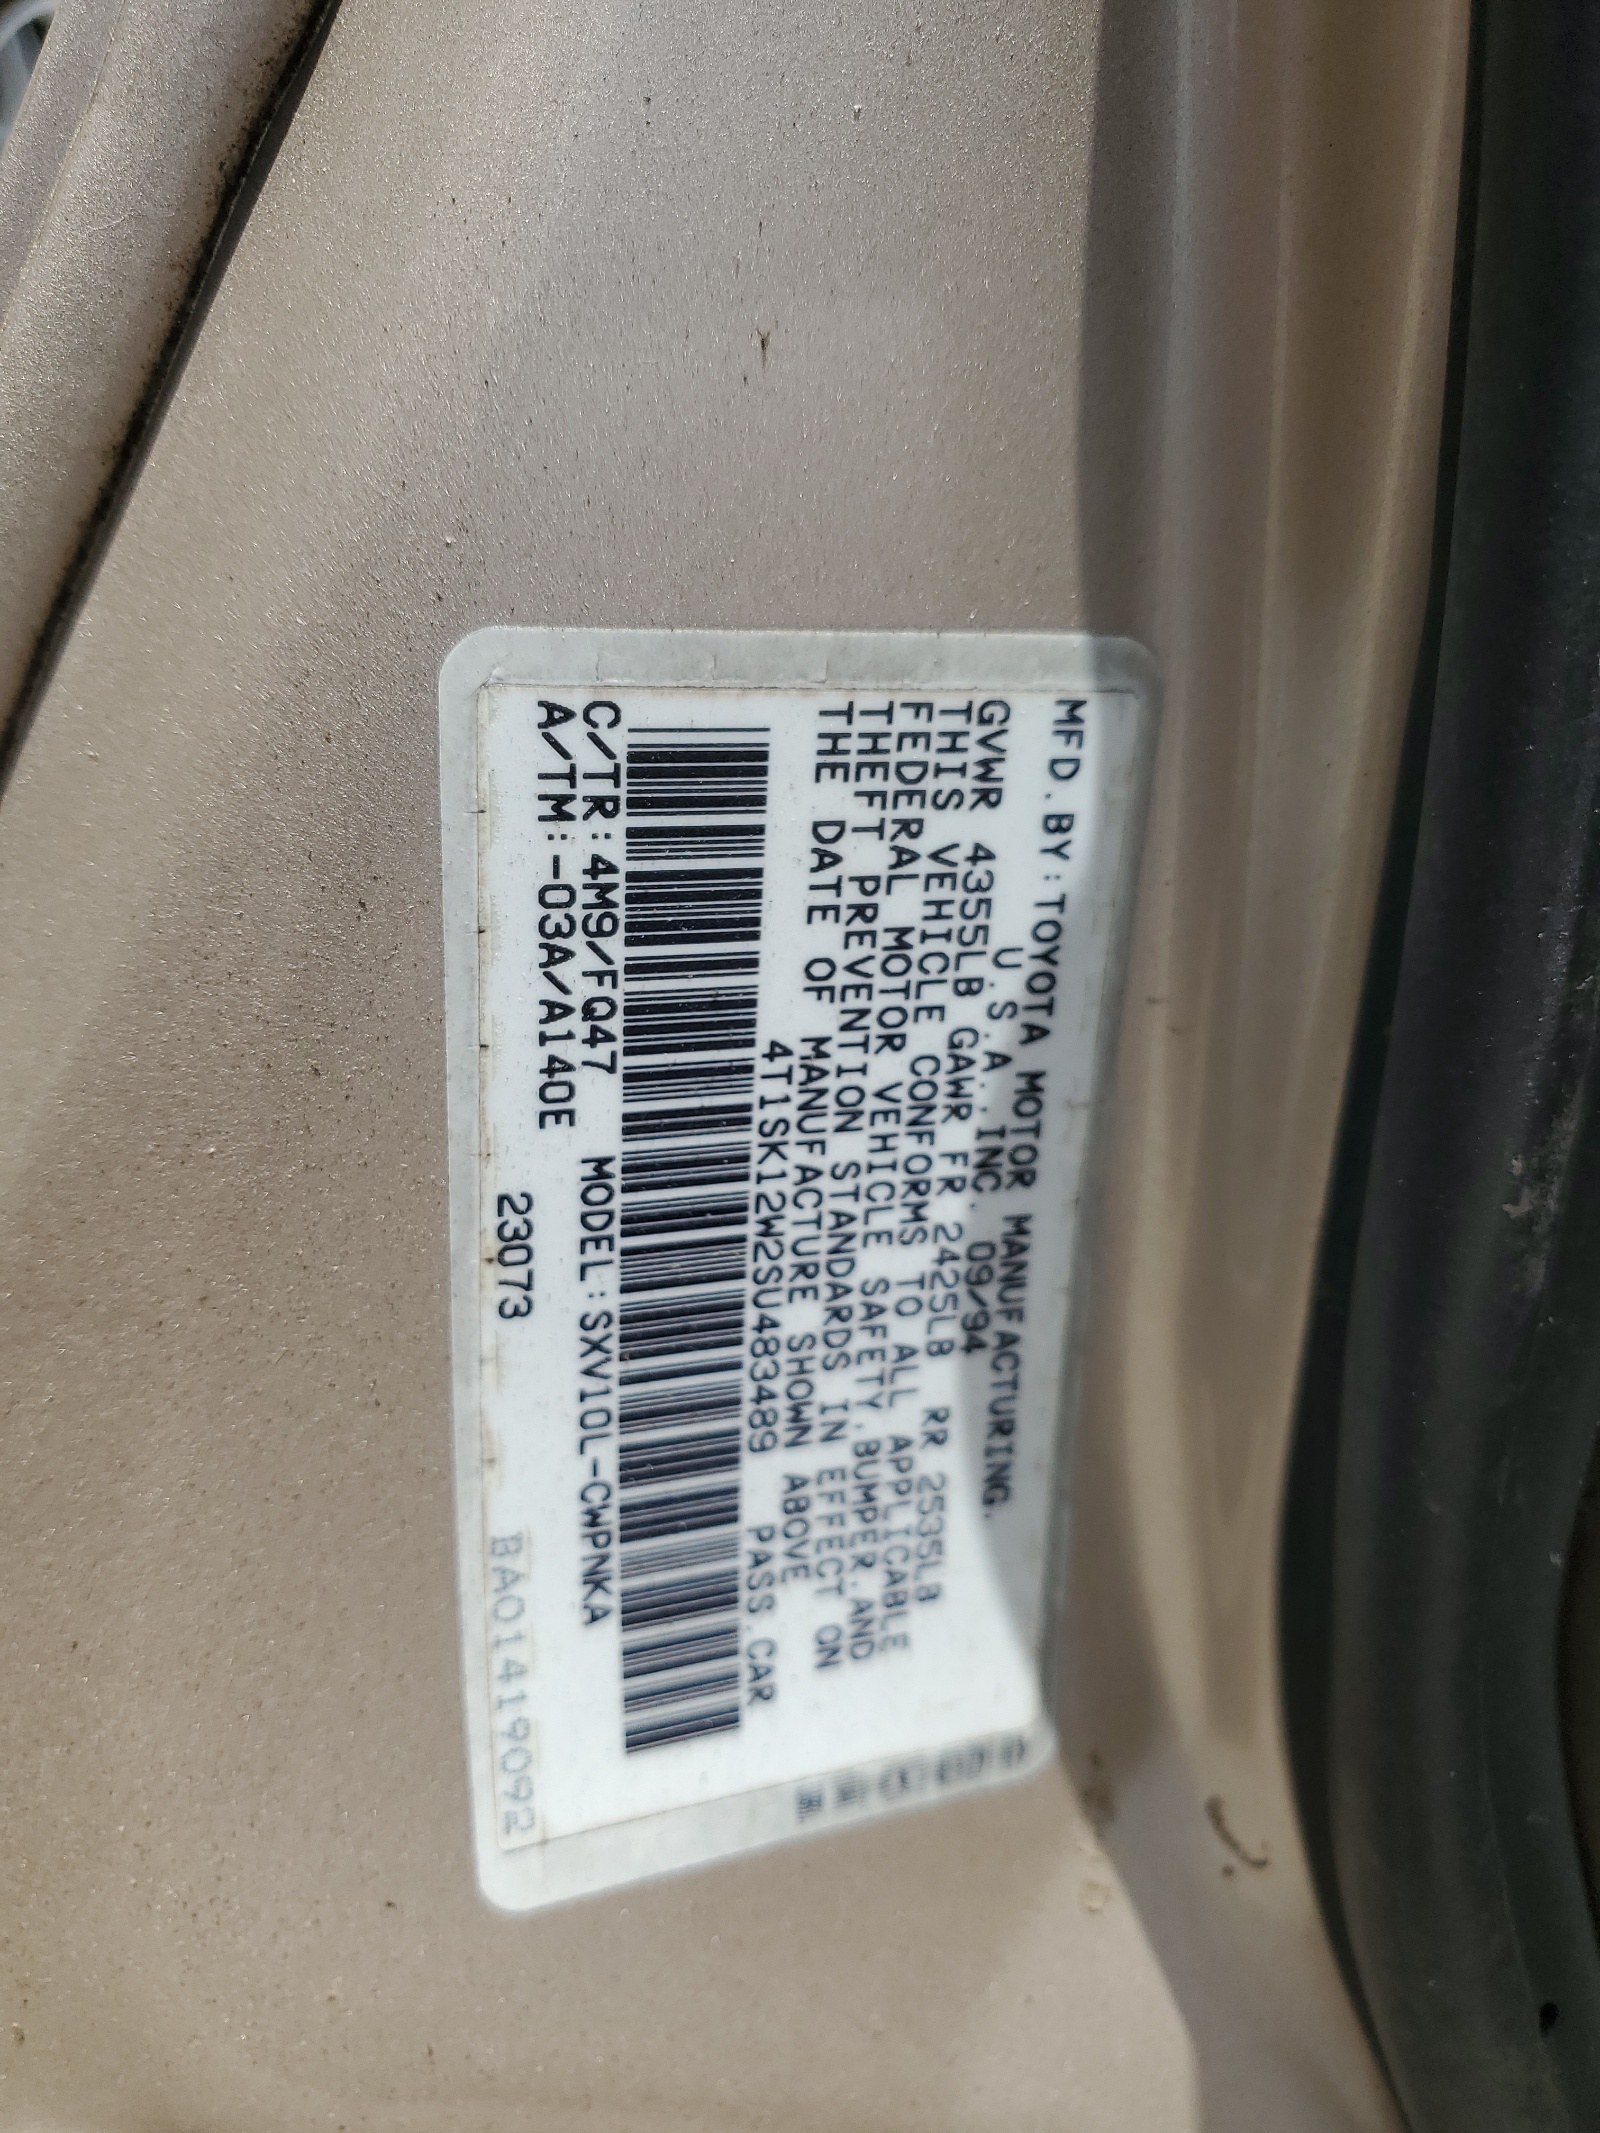 MFD.BY:TOYOTA MOTOR MANUFACTURING.
U.S.A.,INC. 09/94
GVWR 4355LB GAWR FR 2425LB RR 2535LB
THIS VEHICLE CONFORMS TO ALL APPLICABLE
FEDERAL MOTOR VEHICLE SAFETY.BUMPER.AND
THEFT PREVENTION STANDARDS IN EFFECT ON
THE DATE OF MANUFACTURE SHOWN ABOVE
4T1SK12W2SU483489 PASS.CAR
C/TR:4M9/FQ47 MODEL:SXV10L-CWPNKA
A/TM:-03A/A140E
23073
BA01419092